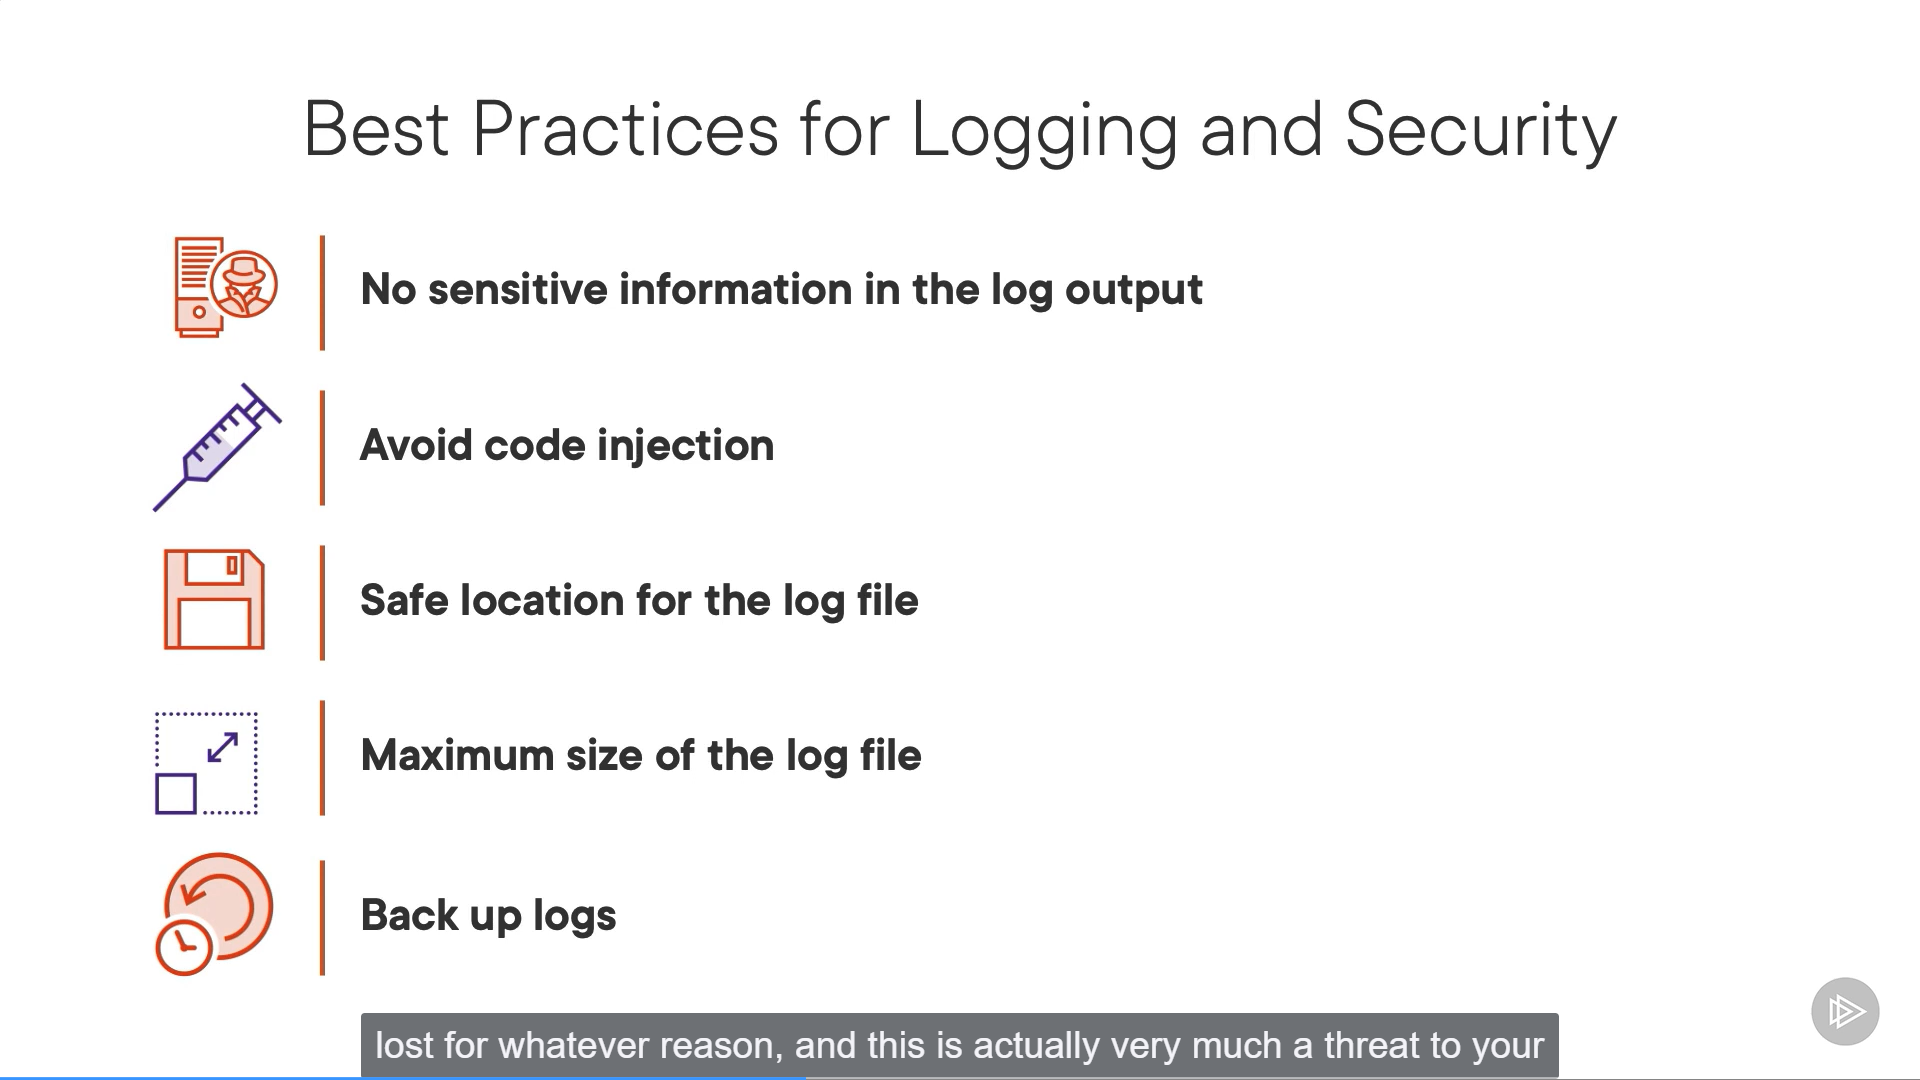 Best Practices for Logging and Security
No sensitive information in the log output
Avoid code injection
Safe location for the log file
Maximum size of the log file
Back up logs
lost for whatever reason, and this is actually very much a threat to your